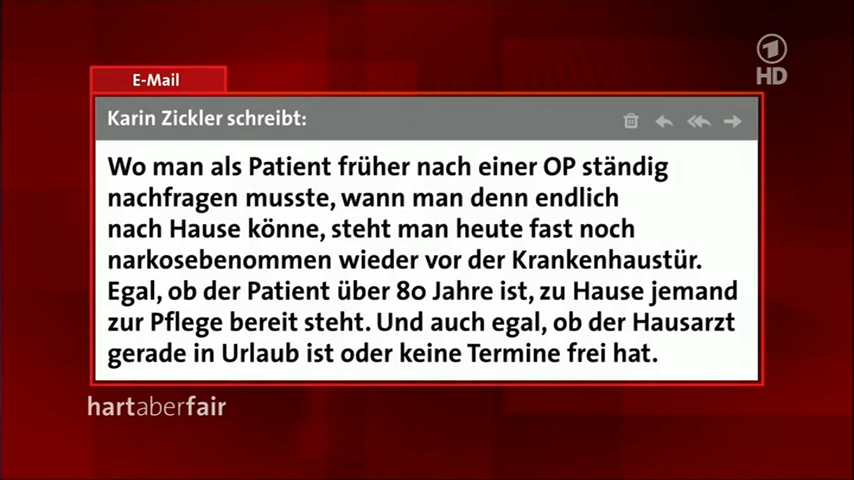 1
HD
E-Mail
Karin Zickler schreibt:
Wo man als Patient früher nach einer OP ständig
nachfragen musste, wann man denn endlich
nach Hause könne, steht man heute fast noch
narkosebenommen wieder vor der Krankenhaustür.
Egal, ob der Patient über 80 Jahre ist, zu Hause jemand
zur Pflege bereit steht. Und auch egal, ob der Hausarzt
gerade in Urlaub ist oder keine Termine frei hat.
hartaberfair